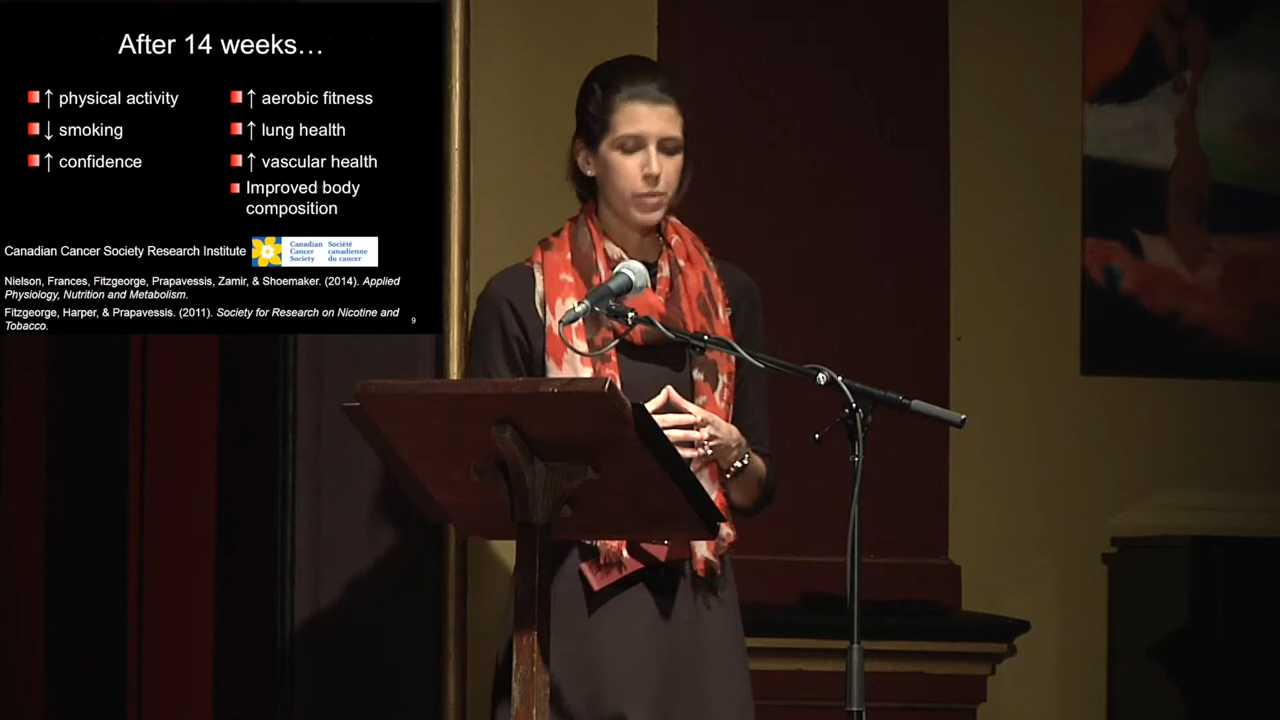 After 14 weeks…
↑ physical activity
↓ smoking
↑ confidence
↑ aerobic fitness
↑ lung health
↑ vascular health
Improved body
composition
Canadian Cancer Society Research Institute
Canadian
Cancer
Society
Société
canadienne
du cancer
Nielson, Frances, Fitzgeorge, Prapavessis, Zamir, & Shoemaker. (2014). Applied
Physiology, Nutrition and Metabolism.
Fitzgeorge, Harper, & Prapavessis. (2011). Society for Research on Nicotine and
Tobacco.
9